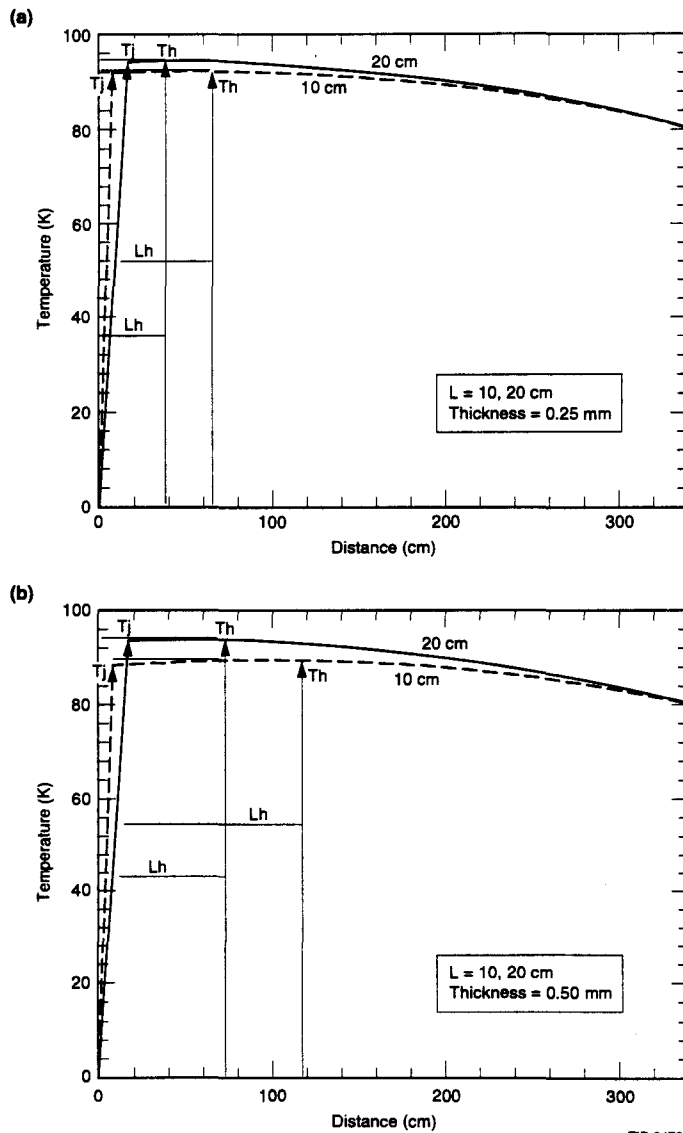 (a)
100
Tj Th
20 cm
Tj
Th
10 cm
80
60
Lh
Temperature (K)
40
Lh
L = 10, 20 cm
Thickness = 0.25 mm
20
0
0 100 200 300
Distance (cm)
(b)
100
Tj Th
20 cm
Tj
Th
10 cm
80
60
Lh
Temperature (K)
Lh
40
L = 10, 20 cm
Thickness = 0.50 mm
20
0
0 100 200 300
Distance (cm)